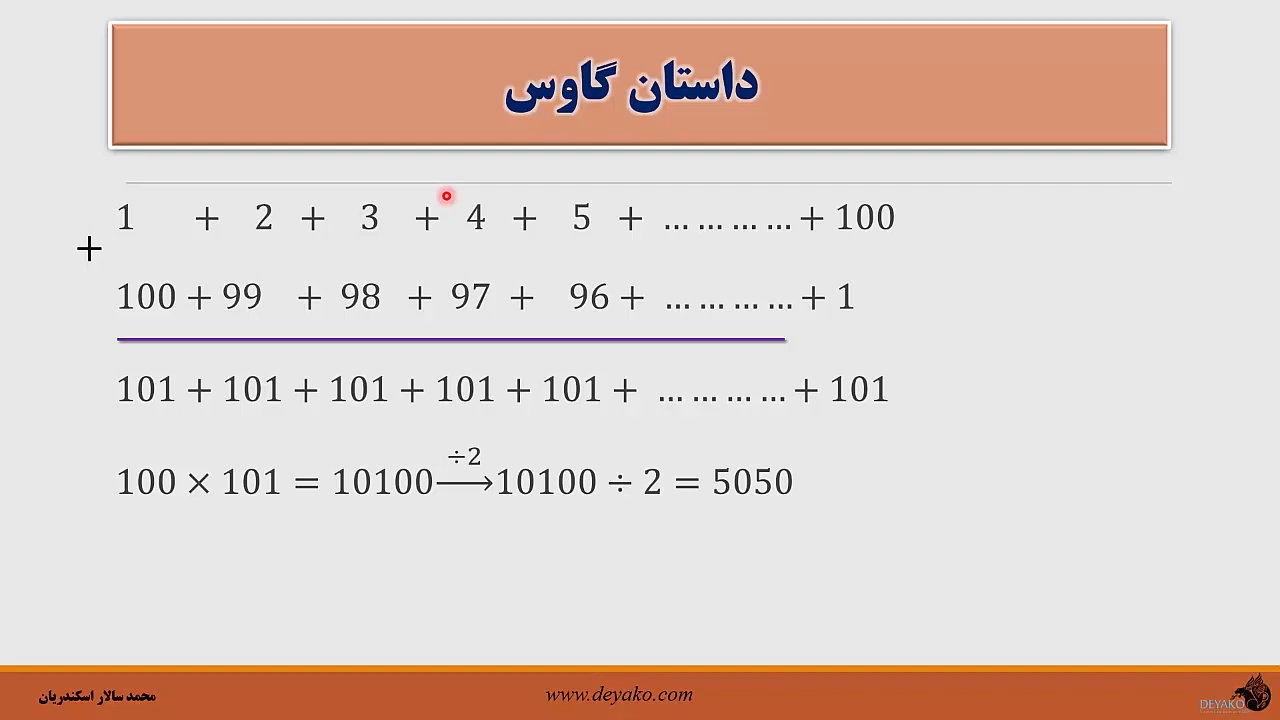 داستان گاوس
1 + 2 + 3 + 4 + 5 + … … … … + 100
+
100 + 99 + 98 + 97 + 96 + … … … … + 1
101 + 101 + 101 + 101 + 101 + … … … … + 101
÷2
100 × 101 = 10100 ⟶ 10100 ÷ 2 = 5050
محمد سالار اسکندریان
www.deyako.com
DEYAKO